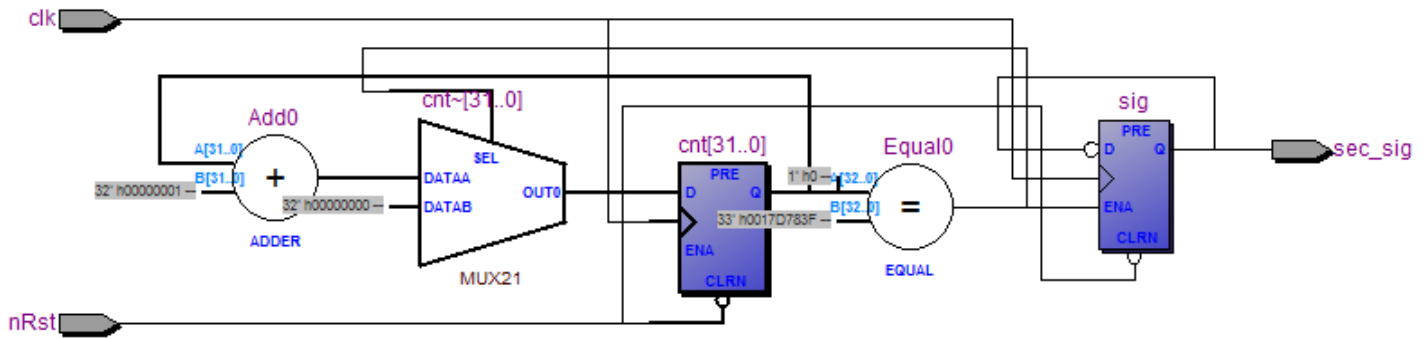 clk
cnt~[31..0]
sig
Add0
cnt[31..0]
Equal0
PRE
sec_sig
SEL
A[31..0]
B[31..0]
+
DATAA
DATAB
OUT0
D
PRE
Q
1' h0
A[32..0]
B[32..0]
=
D
Q
32' h00000001
32' h00000000
33' h0017D783F
ENA
ENA
ADDER
EQUAL
CLRN
MUX21
CLRN
nRst